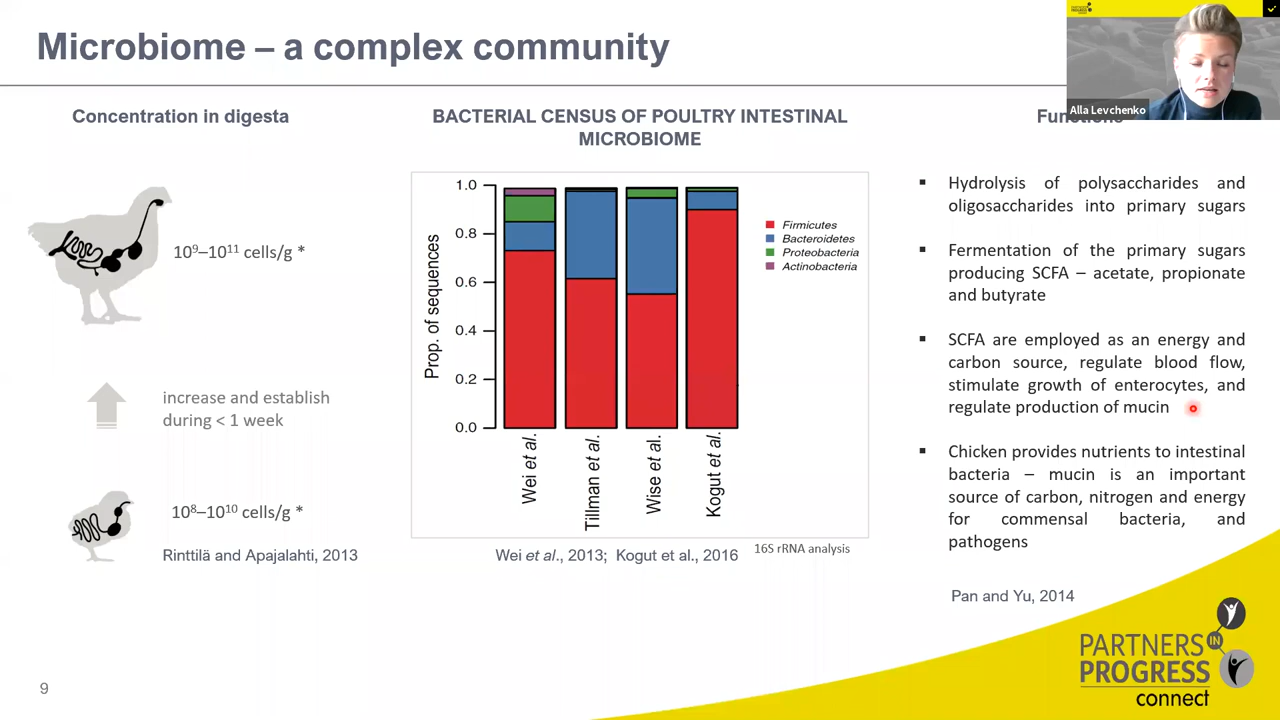 Microbiome – a complex community
Alla Levchenko
Concentration in digesta
10⁹–10¹¹ cells/g *
increase and establish
during < 1 week
10⁸–10¹⁰ cells/g *
Rinttilä and Apajalahti, 2013
BACTERIAL CENSUS OF POULTRY INTESTINAL
MICROBIOME
Prop. of sequences
1.0
0.8
0.6
0.4
0.2
0.0
Firmicutes
Bacteroidetes
Proteobacteria
Actinobacteria
Wei et al.
Tillman et al.
Wise et al.
Kogut et al.
16S rRNA analysis
Wei et al., 2013; Kogut et al., 2016
Functions
▪ Hydrolysis of polysaccharides and
oligosaccharides into primary sugars
▪ Fermentation of the primary sugars
producing SCFA – acetate, propionate
and butyrate
▪ SCFA are employed as an energy and
carbon source, regulate blood flow,
stimulate growth of enterocytes, and
regulate production of mucin
▪ Chicken provides nutrients to intestinal
bacteria – mucin is an important
source of carbon, nitrogen and energy
for commensal bacteria, and
pathogens
Pan and Yu, 2014
PARTNERS IN
PROGRESS
connect
9